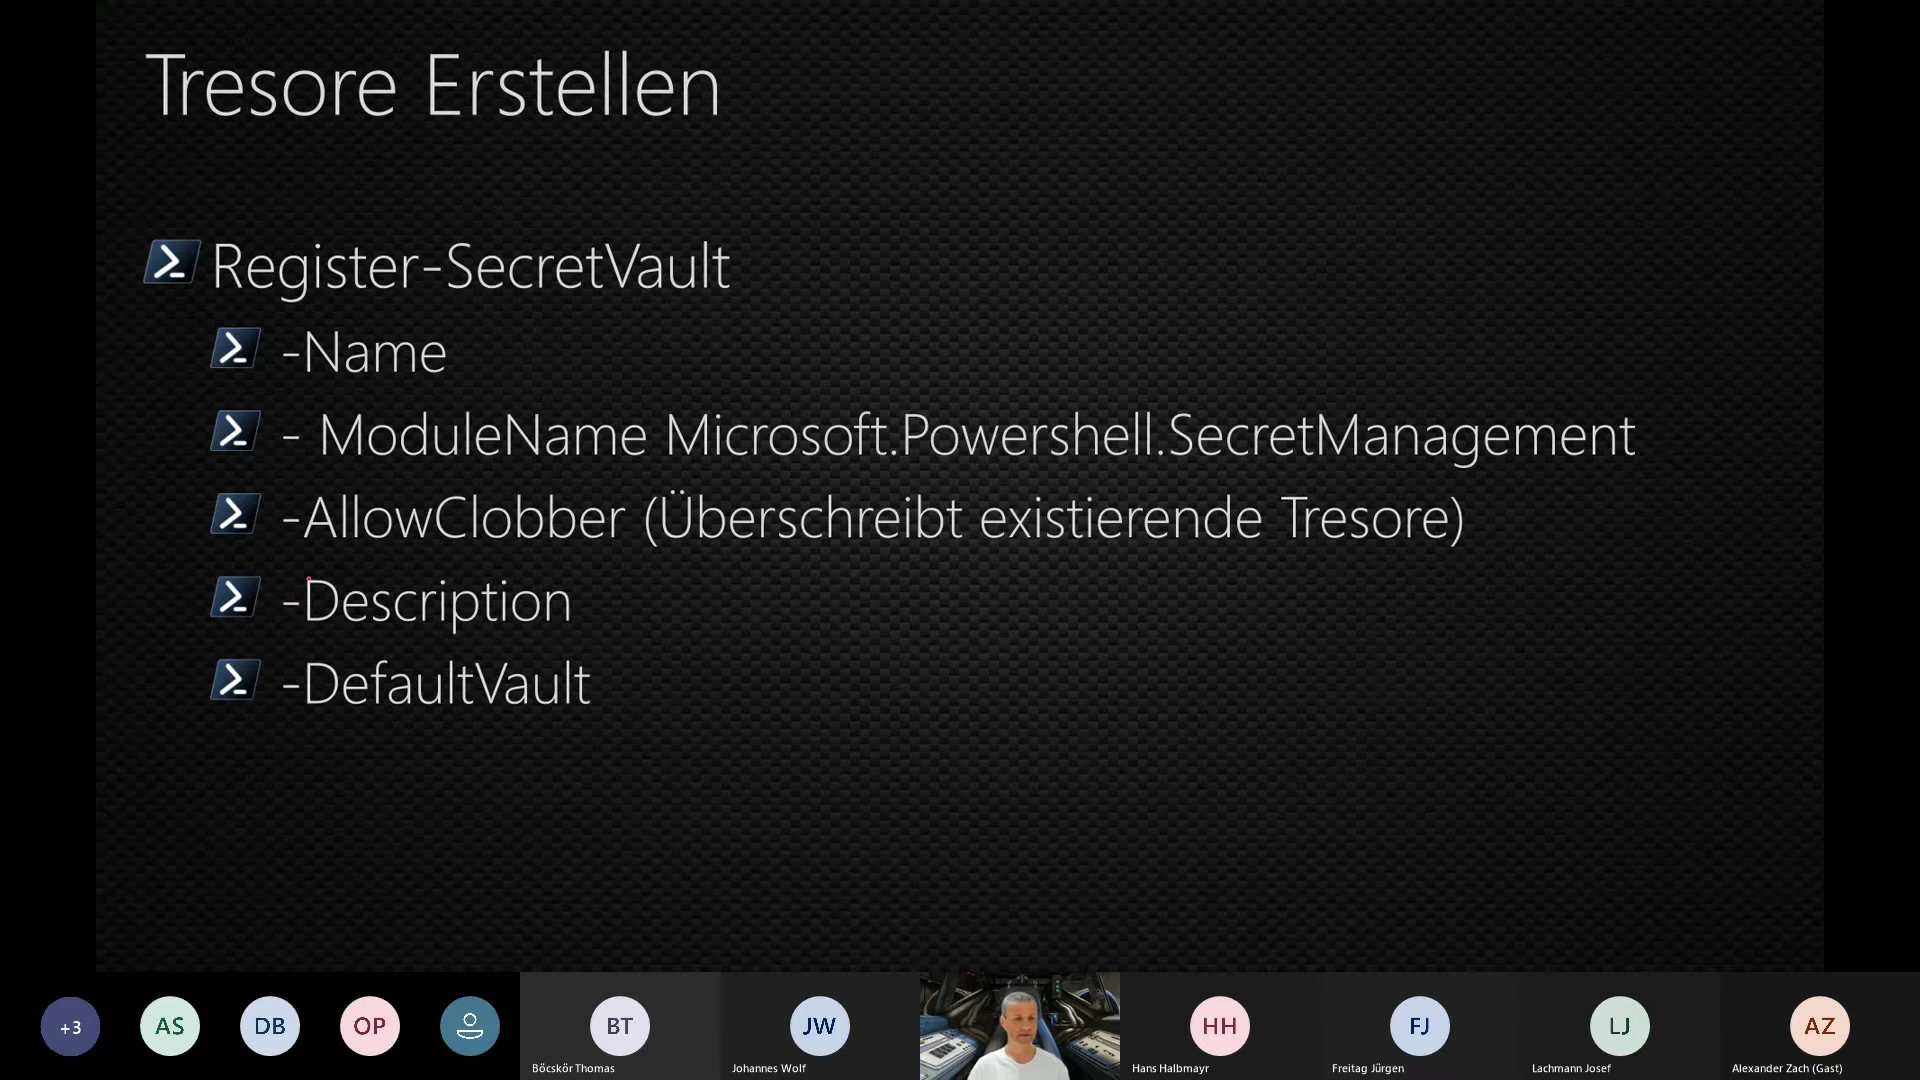 Tresore Erstellen
Register-SecretVault
-Name
- ModuleName Microsoft.Powershell.SecretManagement
-AllowClobber (Überschreibt existierende Tresore)
-Description
-DefaultVault
+3
AS
DB
OP
BT
JW
HH
FJ
LJ
AZ
Böcskör Thomas
Johannes Wolf
Hans Halbmayr
Freitag Jürgen
Lachmann Josef
Alexander Zach (Gast)